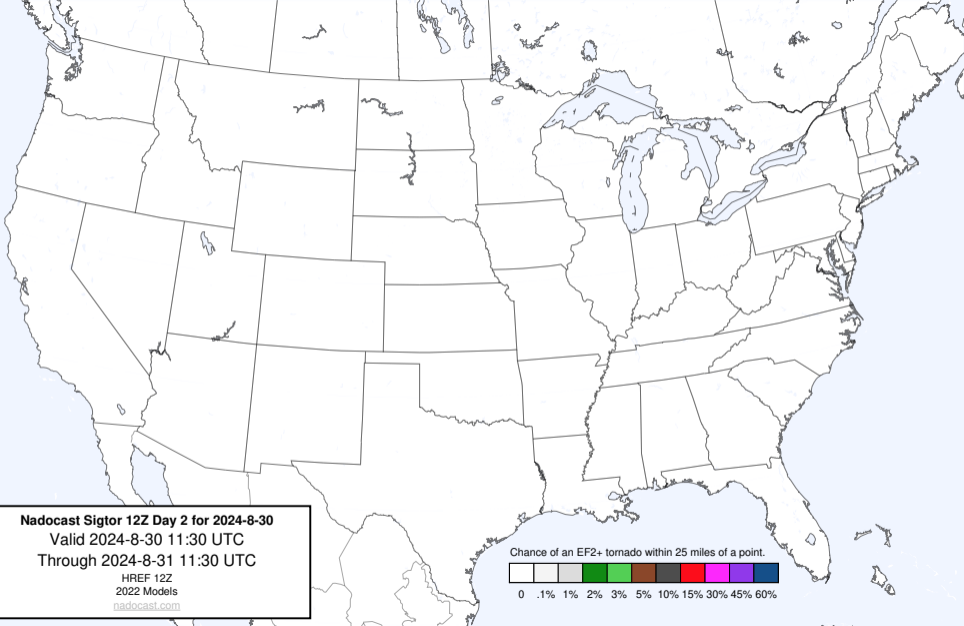 Nadocast Sigtor 12Z Day 2 for 2024-8-30
Valid 2024-8-30 11:30 UTC
Through 2024-8-31 11:30 UTC
HREF 12Z
2022 Models
nadocast.com
Chance of an EF2+ tornado within 25 miles of a point.
0 .1% 1% 2% 3% 5% 10% 15% 30% 45% 60%